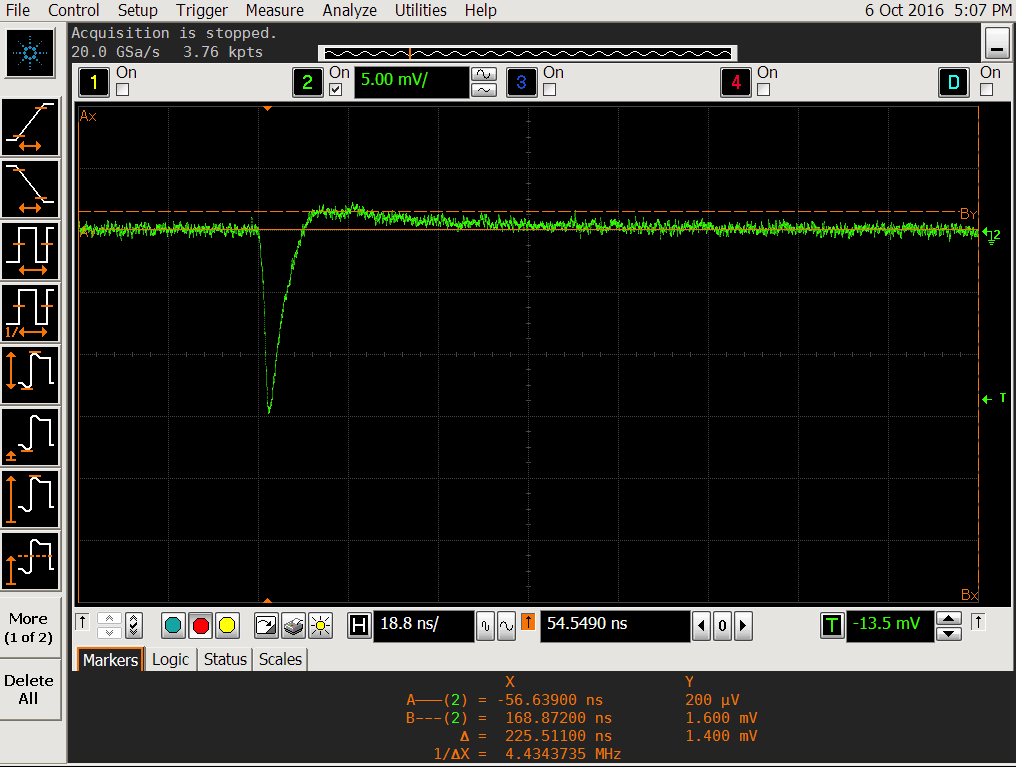 File Control Setup Trigger Measure Analyze Utilities Help 6 Oct 2016 5:07 PM
Acquisition is stopped.
20.0 GSa/s 3.76 kpts
1 On 2 On 5.00 mV/ 3 On 4 On D On
Ax
By
Ay
2
T
Bx
1/
More
(1 of 2)
Delete
All
H 18.8 ns/ 54.5490 ns 0 T -13.5 mV
Markers Logic Status Scales
X Y
A———(2) = -56.63900 ns 200 µV
B---(2) = 168.87200 ns 1.600 mV
Δ = 225.51100 ns 1.400 mV
1/ΔX = 4.4343735 MHz